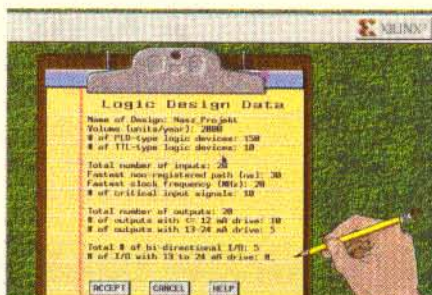 XILINX
Logic Design Data
Name of Design: Nasz_Projekt
Volume (units/year): 2000
# of PLD-type logic devices: 150
# of TTL-type logic devices: 10
Total number of inputs: 20
Fastest non-registered path (ns): 30
Fastest clock frequency (MHz): 20
# of critical input signals: 10
Total number of outputs: 20
# of outputs with <= 12 mA drive: 10
# of outputs with 13-24 mA drive: 5
Total # of bi-directional I/O: 5
# of I/O with 13 to 24 mA drive: 0_
ACCEPT CANCEL HELP